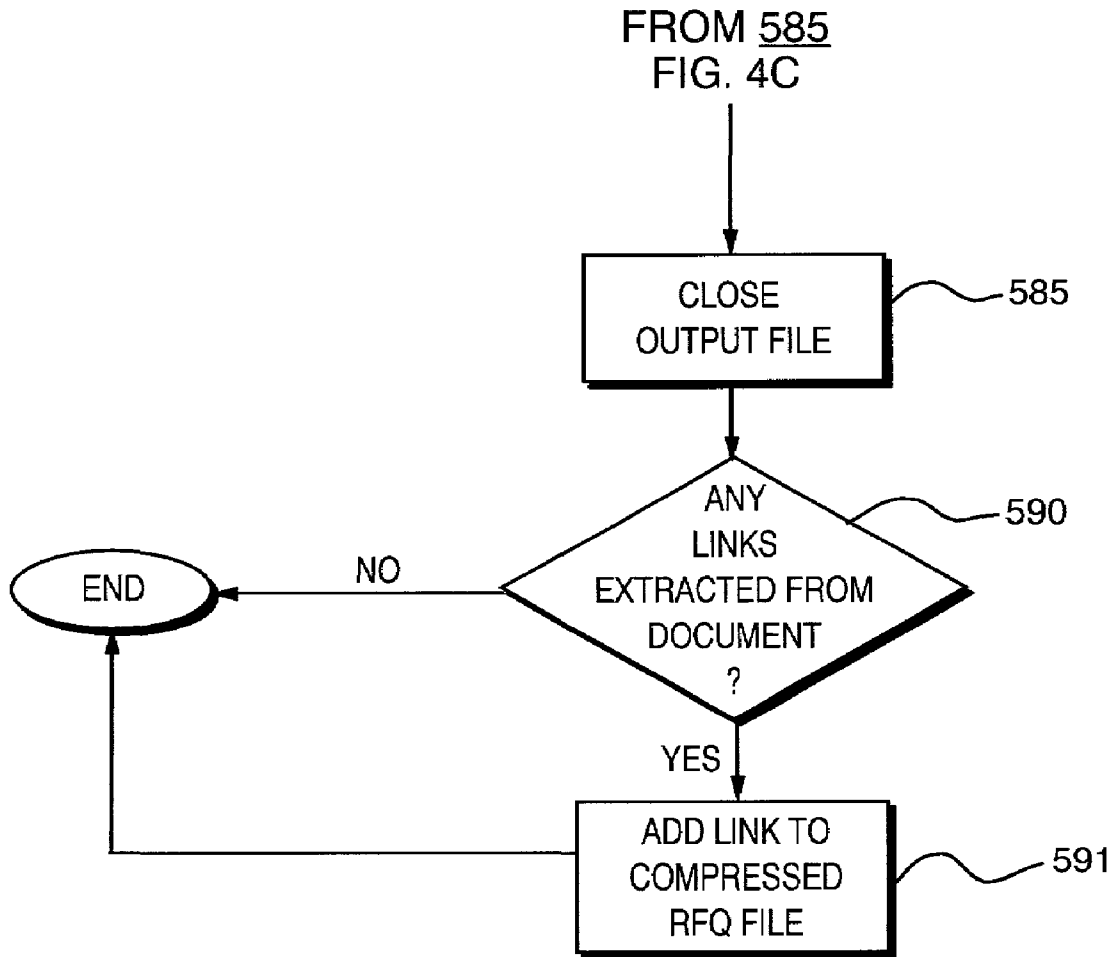 FROM 585
FIG. 4C
CLOSE
OUTPUT FILE
585
ANY
LINKS
EXTRACTED FROM
DOCUMENT
?
590
NO
END
YES
ADD LINK TO
COMPRESSED
RFQ FILE
591